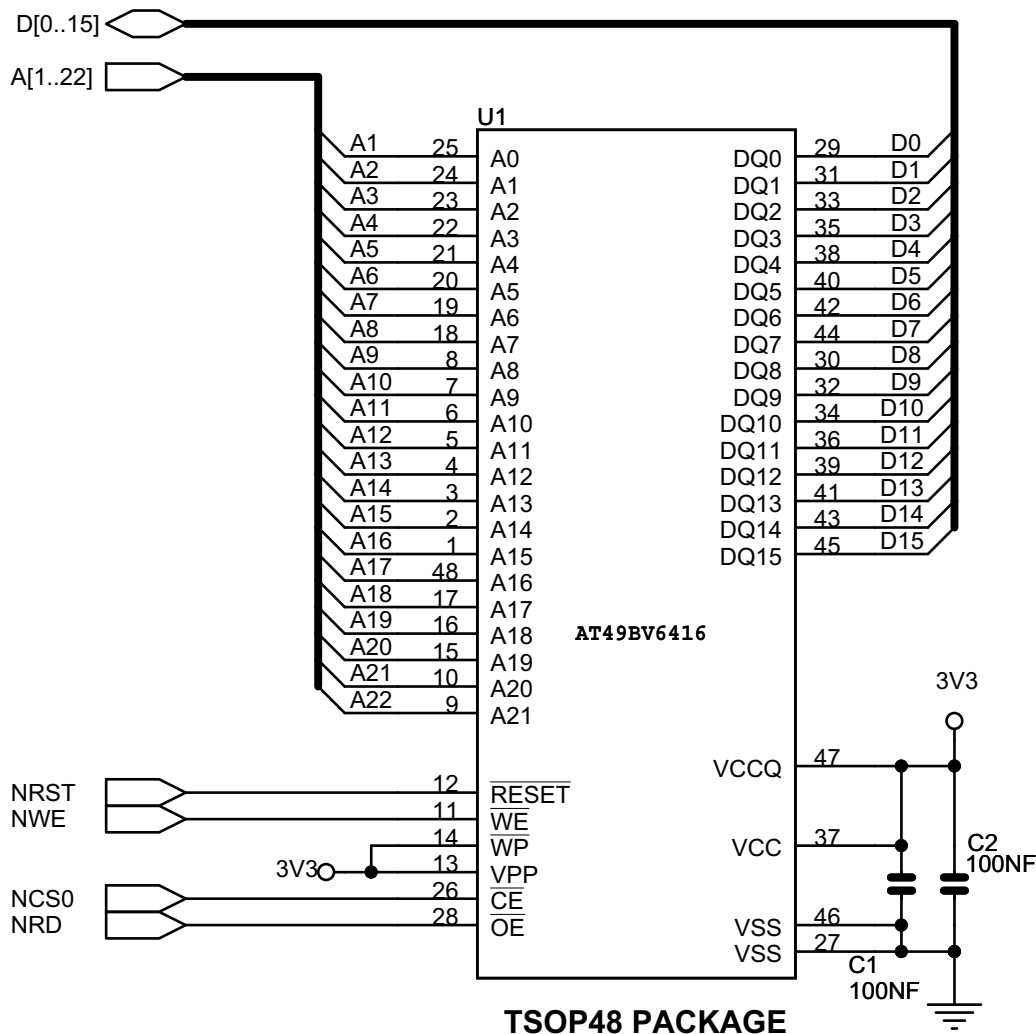 D[0..15]
A[1..22]
U1
A1 25 A0 DQ0 29 D0
A2 24 A1 DQ1 31 D1
A3 23 A2 DQ2 33 D2
A4 22 A3 DQ3 35 D3
A5 21 A4 DQ4 38 D4
A6 20 A5 DQ5 40 D5
A7 19 A6 DQ6 42 D6
A8 18 A7 DQ7 44 D7
A9 8 A8 DQ8 30 D8
A10 7 A9 DQ9 32 D9
A11 6 A10 DQ10 34 D10
A12 5 A11 DQ11 36 D11
A13 4 A12 DQ12 39 D12
A14 3 A13 DQ13 41 D13
A15 2 A14 DQ14 43 D14
A16 1 A15 DQ15 45 D15
A17 48 A16
A18 17 A17
A19 16 A18 AT49BV6416
A20 15 A19
A21 10 A20
A22 9 A21
3V3
VCCQ 47
NRST 12 RESET
NWE 11 WE
14 WP VCC 37 C2
3V3 13 VPP 100NF
NCS0 26 CE
NRD 28 OE VSS 46
VSS 27
C1
100NF
TSOP48 PACKAGE